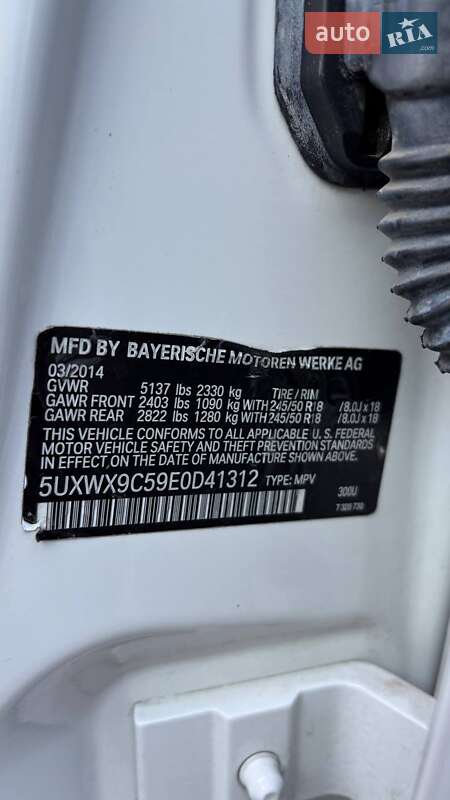 auto RIA.com
MFD BY BAYERISCHE MOTOREN WERKE AG
03/2014
GVWR 5137 lbs 2330 kg TIRE / RIM
GAWR FRONT 2403 lbs 1090 kg WITH 245/50 R18 /8.0J x 18
GAWR REAR 2822 lbs 1280 kg WITH 245/50 R18 /8.0J x 18
THIS VEHICLE CONFORMS TO ALL APPLICABLE U. S. FEDERAL
MOTOR VEHICLE SAFETY AND THEFT PREVENTION STANDARDS
IN EFFECT ON THE DATE OF MANUFACTURE SHOWN ABOVE.
5UXWX9C59E0D41312 TYPE: MPV
300U